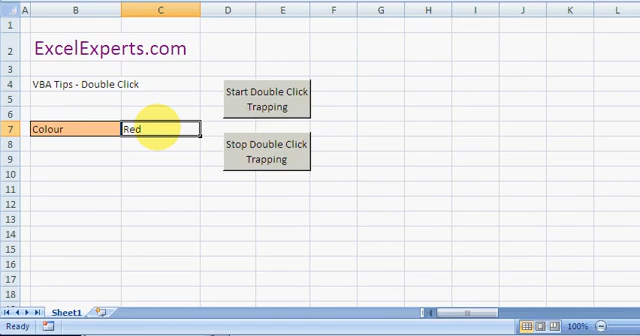 A B C D E F G H I J K L
1
2 ExcelExperts.com
3
4 VBA Tips - Double Click
Start Double Click
Trapping
5
6
7 Colour Red
Stop Double Click
Trapping
8
9
10
11
12
13
14
15
16
17
18
Sheet1
Ready 100%